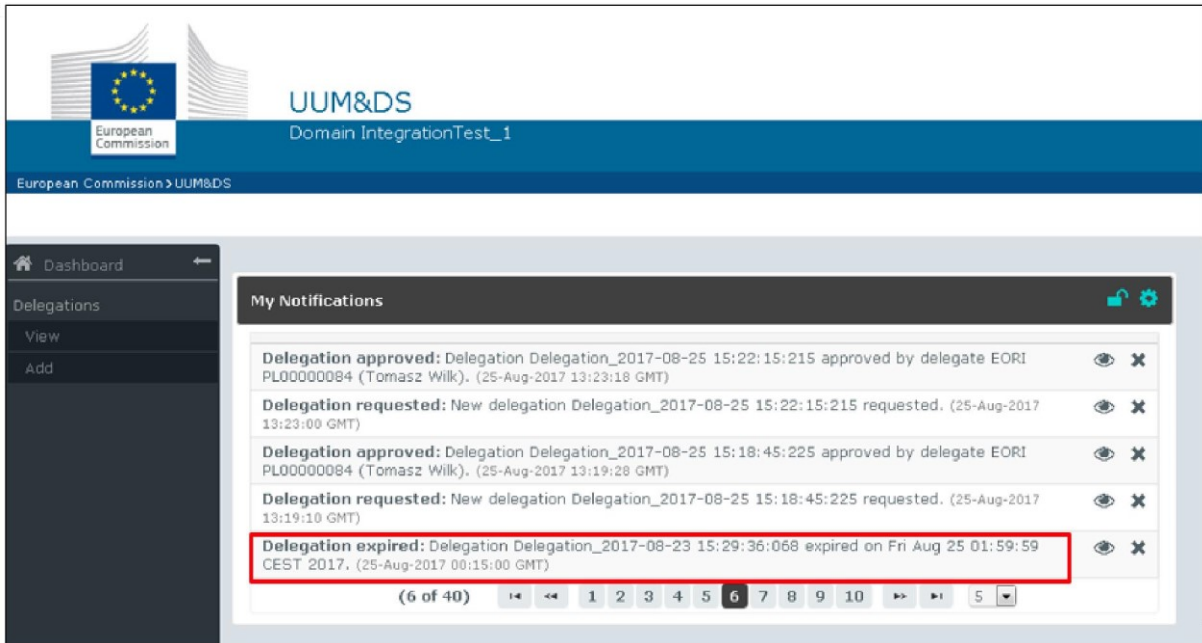 European
Commission
UUM&DS
Domain IntegrationTest_1
European Commission > UUM&DS
Dashboard
Delegations
View
Add
My Notifications
Delegation approved: Delegation Delegation_2017-08-25 15:22:15:215 approved by delegate EORI
PL00000084 (Tomasz Wilk). (25-Aug-2017 13:23:18 GMT)
Delegation requested: New delegation Delegation_2017-08-25 15:22:15:215 requested. (25-Aug-2017
13:23:00 GMT)
Delegation approved: Delegation Delegation_2017-08-25 15:18:45:225 approved by delegate EORI
PL00000084 (Tomasz Wilk). (25-Aug-2017 13:19:28 GMT)
Delegation requested: New delegation Delegation_2017-08-25 15:18:45:225 requested. (25-Aug-2017
13:19:10 GMT)
Delegation expired: Delegation Delegation_2017-08-23 15:29:36:068 expired on Fri Aug 25 01:59:59
CEST 2017. (25-Aug-2017 00:15:00 GMT)
(6 of 40) 1 2 3 4 5 6 7 8 9 10 5